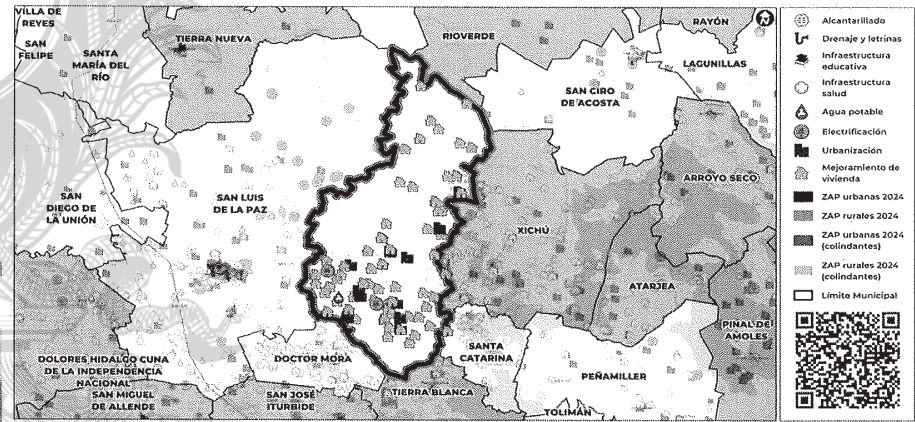 VILLA DE
REYES
SAN
FELIPE
SANTA
MARÍA DEL
RÍO
TIERRA NUEVA
RIOVERDE
RAYÓN
LAGUNILLAS
SAN CIRO
DE ACOSTA
ARROYO SECO
SAN
DIEGO DE
LA UNIÓN
SAN LUIS
DE LA PAZ
XICHÚ
ATARJEA
PINAL DE
AMOLES
DOLORES HIDALGO CUNA
DE LA INDEPENDENCIA
NACIONAL
DOCTOR MORA
SANTA
CATARINA
PEÑAMILLER
SAN MIGUEL
DE ALLENDE
SAN JOSÉ
ITURBIDE
TIERRA BLANCA
TOLIMÁN
Alcantarillado
Drenaje y letrinas
Infraestructura
educativa
Infraestructura
salud
Agua potable
Electrificación
Urbanización
Mejoramiento de
vivienda
ZAP urbanas 2024
ZAP rurales 2024
ZAP urbanas 2024
(colindantes)
ZAP rurales 2024
(colindantes)
Límite Municipal